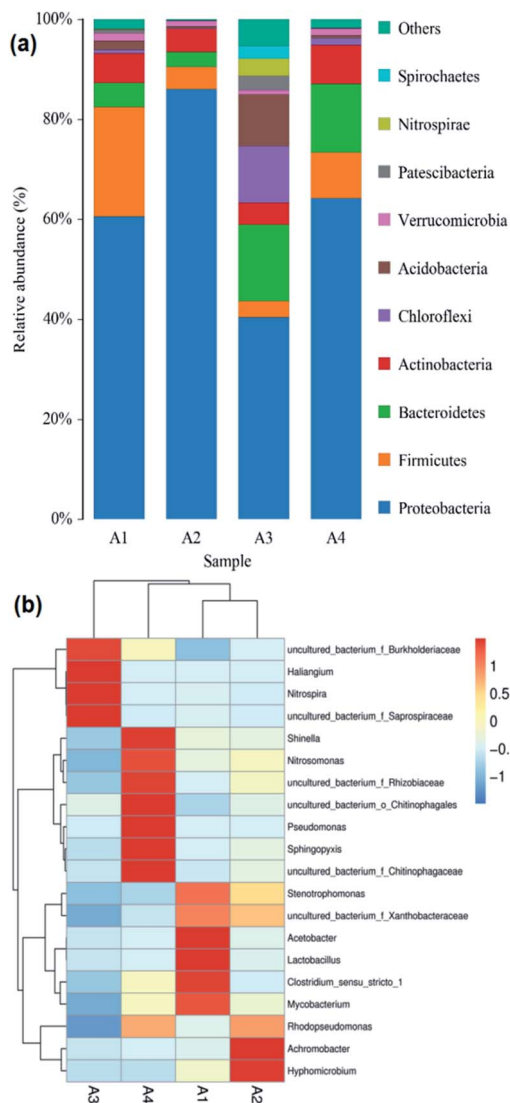 (a)
100%
80%
60%
40%
20%
0%
Relative abundance (%)
A1 A2 A3 A4
Sample
Others
Spirochaetes
Nitrospirae
Patescibacteria
Verrucomicrobia
Acidobacteria
Chloroflexi
Actinobacteria
Bacteroidetes
Firmicutes
Proteobacteria
(b)
uncultured_bacterium_f_Burkholderiaceae
Haliangium
Nitrospira
uncultured_bacterium_f_Saprospiraceae
Shinella
Nitrosomonas
uncultured_bacterium_f_Rhizobiaceae
uncultured_bacterium_o_Chitinophagales
Pseudomonas
Sphingopyxis
uncultured_bacterium_f_Chitinophagaceae
Stenotrophomonas
uncultured_bacterium_f_Xanthobacteraceae
Acetobacter
Lactobacillus
Clostridium_sensu_stricto_1
Mycobacterium
Rhodopseudomonas
Achromobacter
Hyphomicrobium
A3 A4 A1 A2
1
0.5
0
−0.5
−1